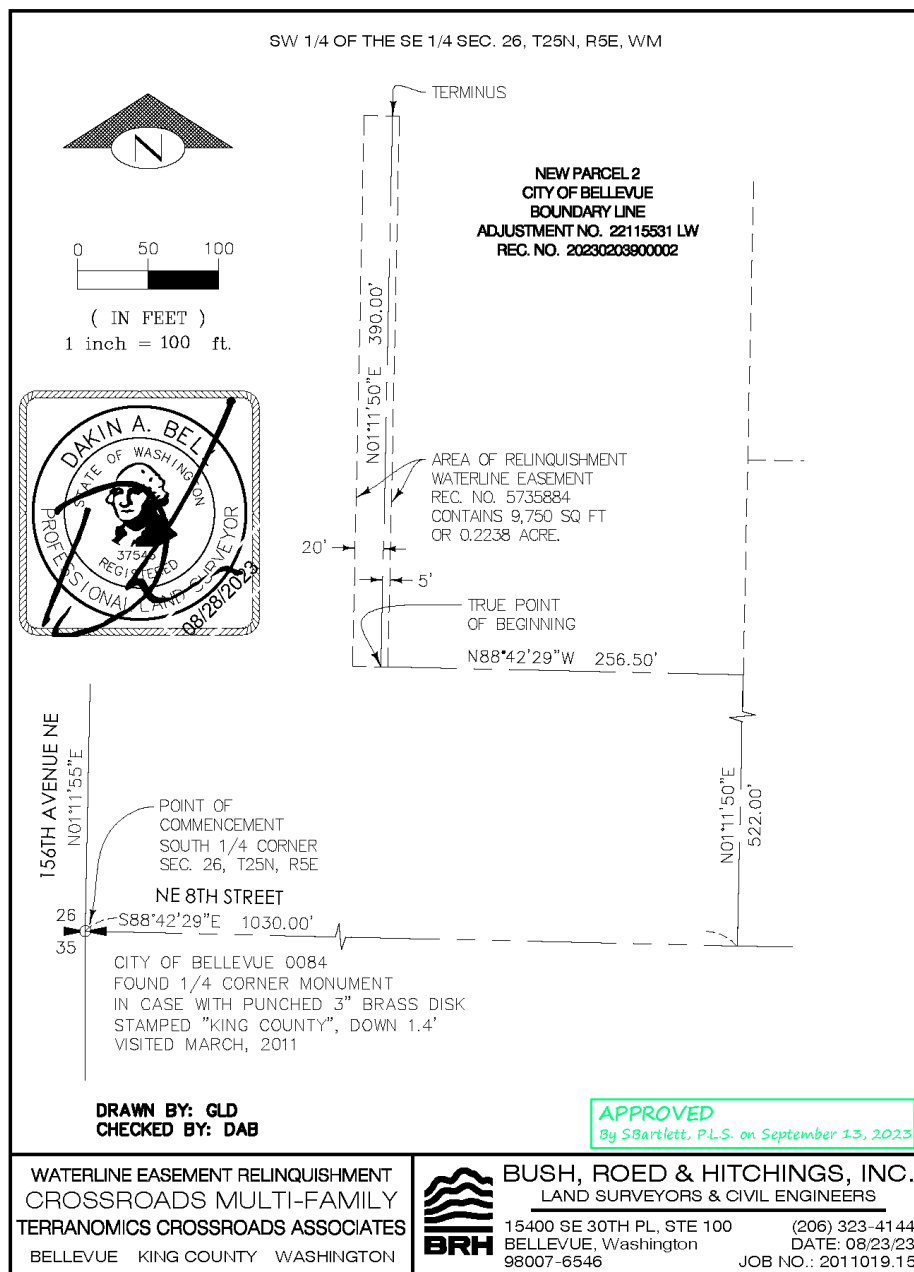 SW 1/4 OF THE SE 1/4 SEC. 26, T25N, R5E, WM
TERMINUS
N
NEW PARCEL 2
CITY OF BELLEVUE
BOUNDARY LINE
ADJUSTMENT NO. 22115531 LW
REC. NO. 20230203900002
0 50 100
( IN FEET )
1 inch = 100 ft.
N01°11'50"E 390.00'
DAKIN A. BELL
STATE OF WASHINGTON
37546
REGISTERED
PROFESSIONAL LAND SURVEYOR
08/28/2023
AREA OF RELINQUISHMENT
WATERLINE EASEMENT
REC. NO. 5735884
CONTAINS 9,750 SQ FT
OR 0.2238 ACRE.
20'
5'
TRUE POINT
OF BEGINNING
N88°42'29"W 256.50'
156TH AVENUE NE
N01°11'55"E
POINT OF
COMMENCEMENT
SOUTH 1/4 CORNER
SEC. 26, T25N, R5E
N01°11'50"E
522.00'
NE 8TH STREET
26
35
S88°42'29"E 1030.00'
CITY OF BELLEVUE 0084
FOUND 1/4 CORNER MONUMENT
IN CASE WITH PUNCHED 3" BRASS DISK
STAMPED "KING COUNTY", DOWN 1.4'
VISITED MARCH, 2011
DRAWN BY: GLD
CHECKED BY: DAB
APPROVED
By SBartlett, P.L.S. on September 13, 2023
WATERLINE EASEMENT RELINQUISHMENT
CROSSROADS MULTI-FAMILY
TERRANOMICS CROSSROADS ASSOCIATES
BELLEVUE KING COUNTY WASHINGTON
BRH
BUSH, ROED & HITCHINGS, INC.
LAND SURVEYORS & CIVIL ENGINEERS
15400 SE 30TH PL, STE 100 (206) 323-4144
BELLEVUE, Washington DATE: 08/23/23
98007-6546 JOB NO.: 2011019.15